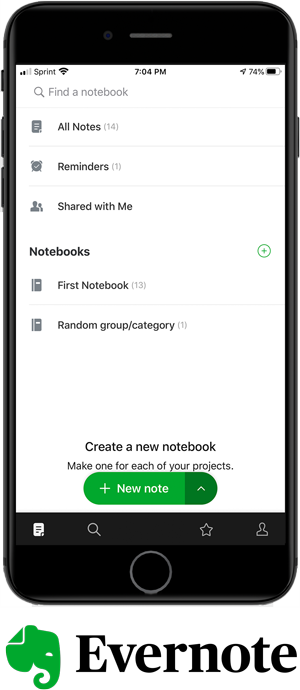 Sprint 7:04 PM 74%
Find a notebook
All Notes (14)
Reminders (1)
Shared with Me
Notebooks
First Notebook (13)
Random group/category (1)
Create a new notebook
Make one for each of your projects.
+ New note
Evernote